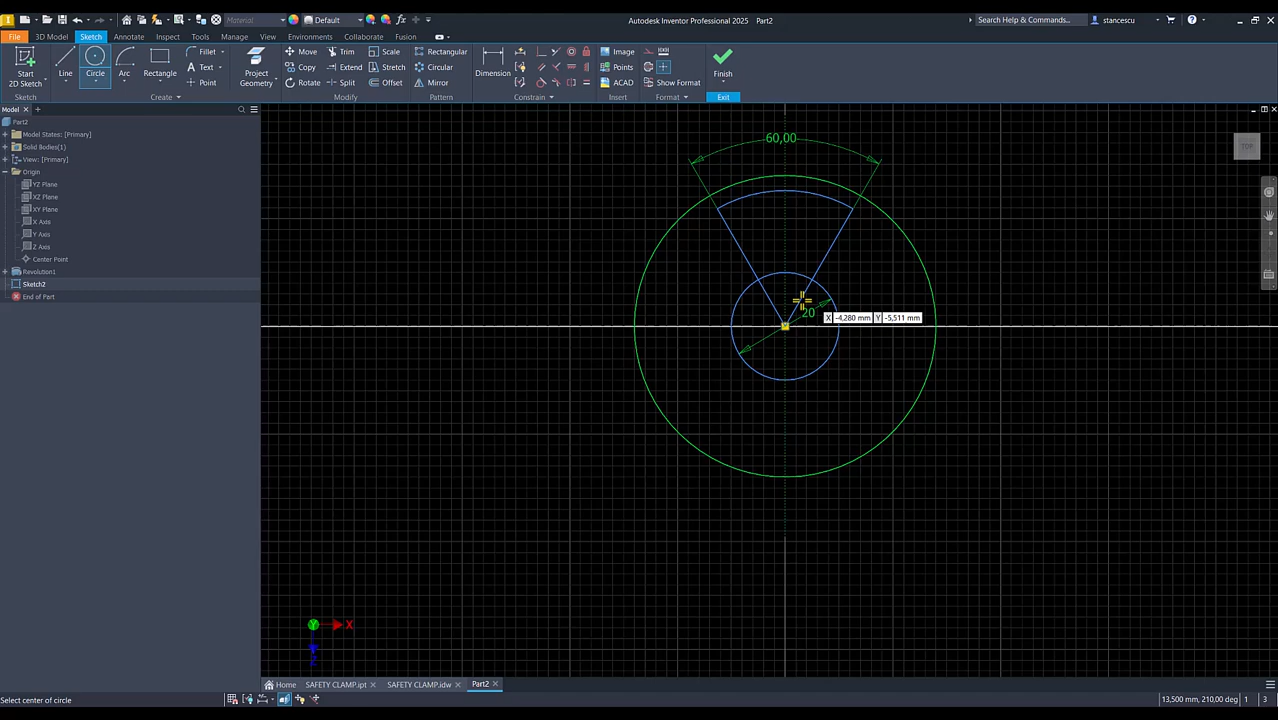 Material
Default
Autodesk Inventor Professional 2025 Part2
Search Help & Commands...
stancescu
File
3D Model
Sketch
Annotate
Inspect
Tools
View
Manage
Environments
Collaborate
Fusion
Start
2D Sketch
Line
Circle
Arc
Rectangle
Fillet
Text
Point
Project
Geometry
Move
Copy
Rotate
Trim
Extend
Split
Scale
Stretch
Offset
Rectangular
Circular
Mirror
Dimension
Image
Points
ACAD
Show Format
Finish
Sketch
Create
Modify
Pattern
Constrain
Insert
Format
Exit
Model
Part2
Model States: [Primary]
Solid Bodies(1)
View: [Primary]
Origin
YZ Plane
XZ Plane
XY Plane
X Axis
Y Axis
Z Axis
Center Point
Revolution1
Sketch2
End of Part
60,00
TOP
20
X -4,280 mm Y -5,511 mm
Y X
Z
Home
SAFETY CLAMP.ipt
SAFETY CLAMP.idw
Part2
Select center of circle
13,500 mm, 210,00 deg 1 3